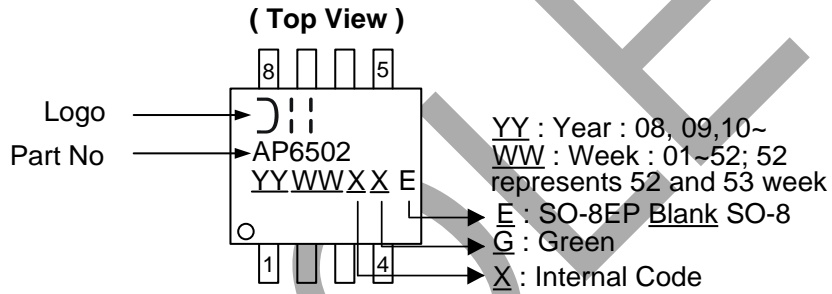 ( Top View )
8 5
Logo
Part No
AP6502
YY WW X X E
1 4
YY : Year : 08, 09,10~
WW : Week : 01~52; 52
represents 52 and 53 week
E : SO-8EP Blank SO-8
G : Green
X : Internal Code